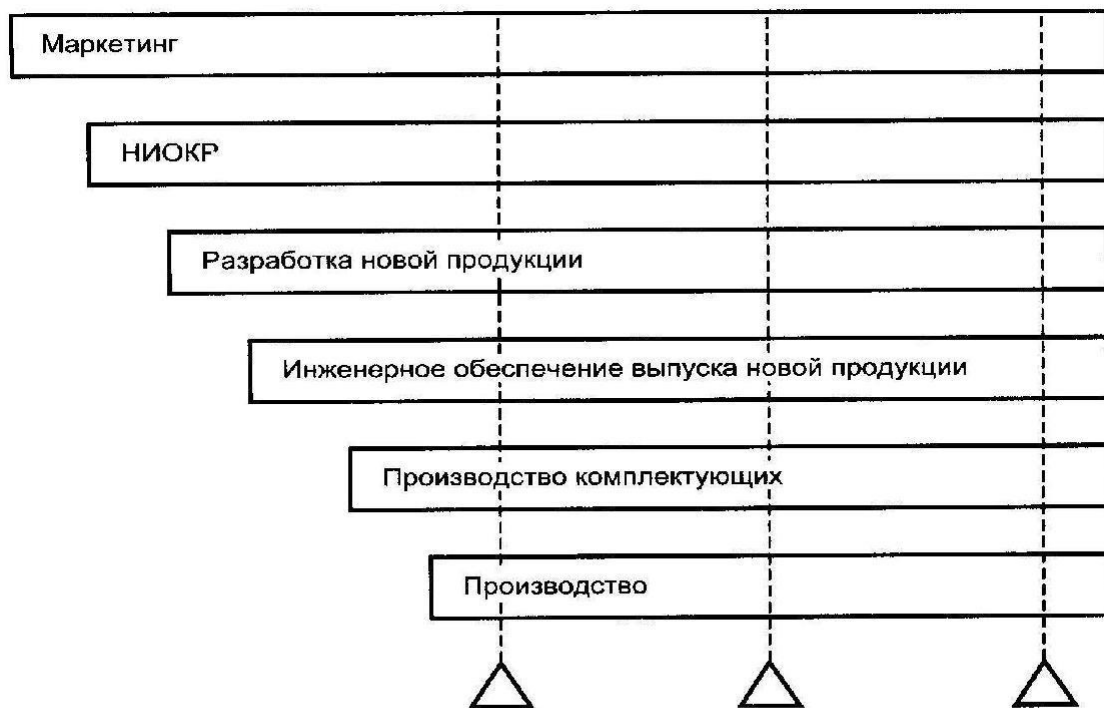 Маркетинг
НИОКР
Разработка новой продукции
Инженерное обеспечение выпуска новой продукции
Производство комплектующих
Производство